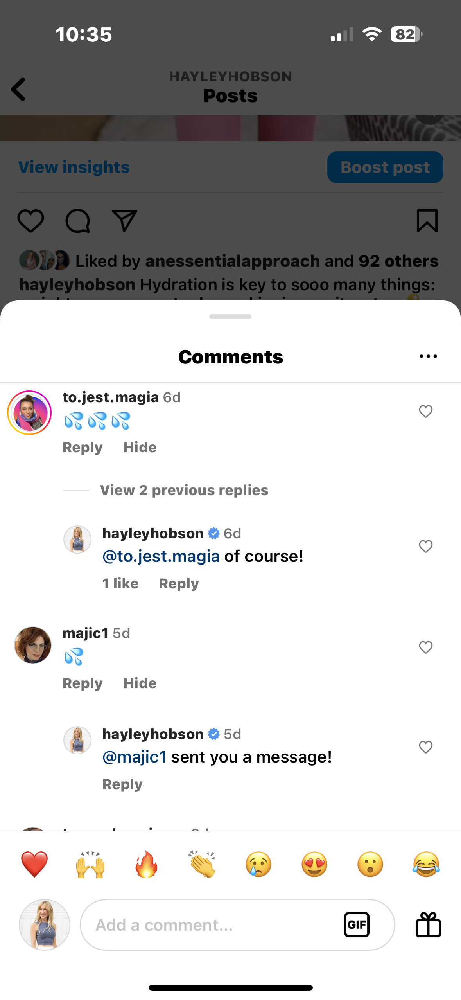 10:35
82
HAYLEYHOBSON
Posts
View insights
Boost post
Liked by anessentialapproach and 92 others
hayleyhobson Hydration is key to sooo many things:
Comments
to.jest.magia 6d
💦💦💦
Reply Hide
View 2 previous replies
hayleyhobson 6d
@to.jest.magia of course!
1 like Reply
majic1 5d
💦
Reply Hide
hayleyhobson 5d
@majic1 sent you a message!
Reply
Add a comment...
GIF